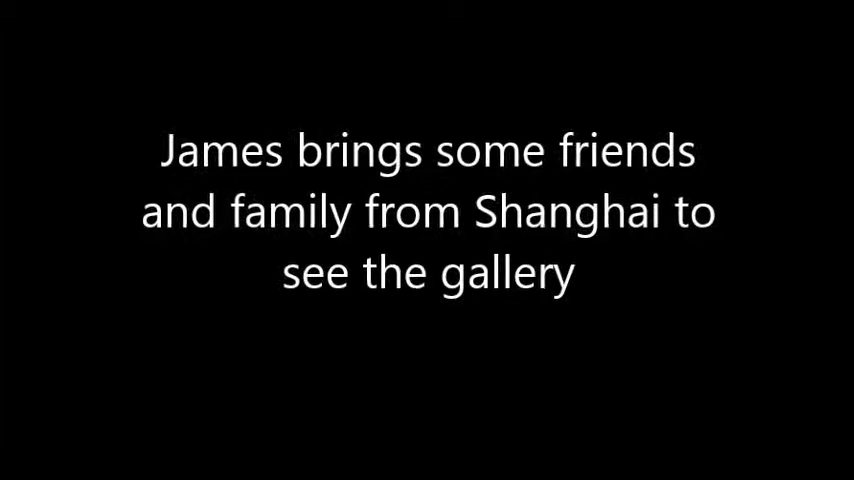 James brings some friends
and family from Shanghai to
see the gallery